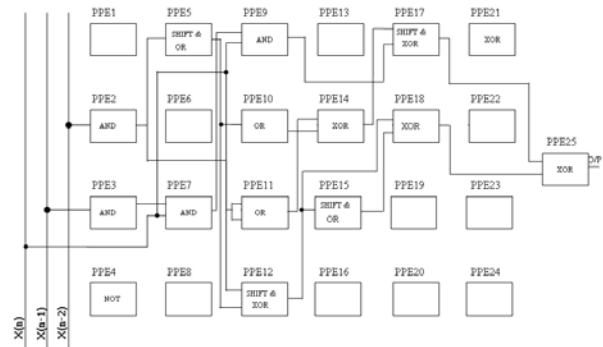 PPE1 PPE5 PPE9 PPE13 PPE17 PPE21
SHIFT & OR
AND
SHIFT & XOR
XOR
PPE2 PPE6 PPE10 PPE14 PPE18 PPE22
AND
OR
XOR
XOR
PPE25
XOR
O/P
PPE3 PPE7 PPE11 PPE15 PPE19 PPE23
AND
AND
OR
SHIFT & OR
PPE4 PPE8 PPE12 PPE16 PPE20 PPE24
NOT
SHIFT & XOR
X(n)
X(n-1)
X(n-2)